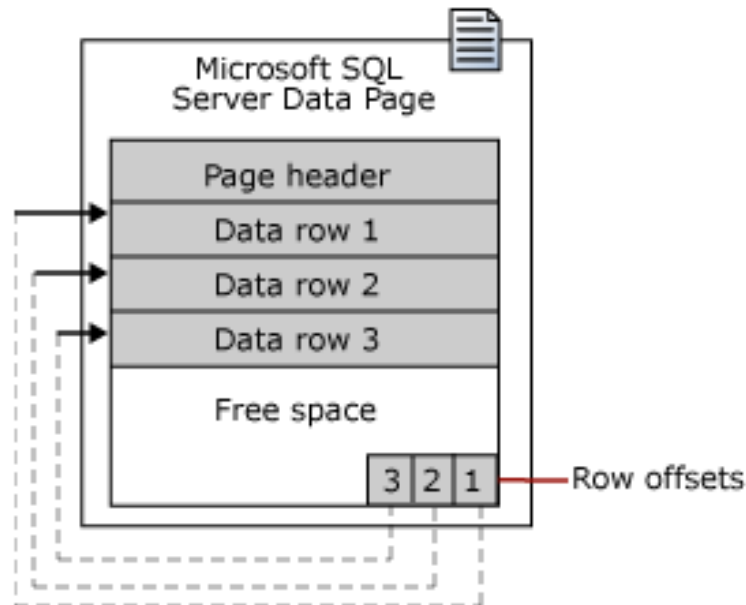 Microsoft SQL
Server Data Page
Page header
Data row 1
Data row 2
Data row 3
Free space
3 2 1
Row offsets